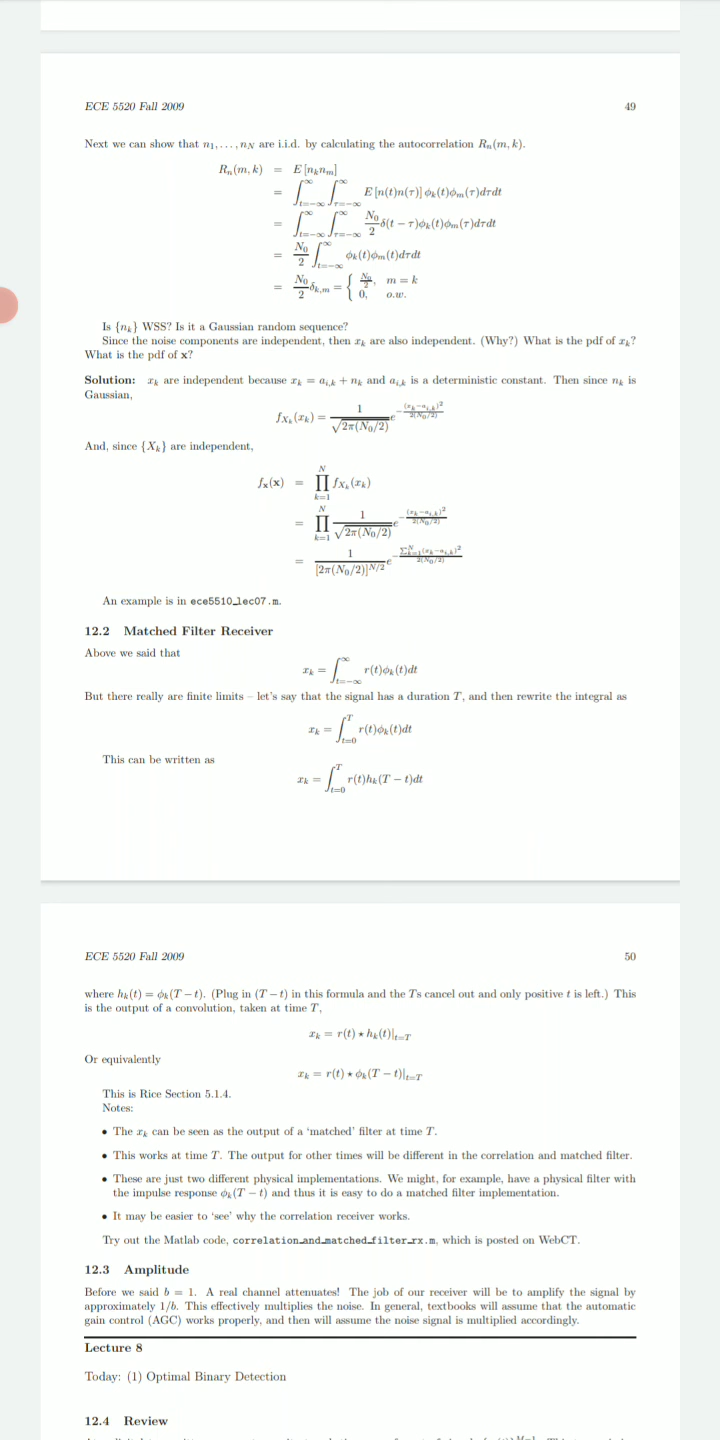 ECE 5520 Fall 2009 49
Next we can show that n₁, . . . , n_N are i.i.d. by calculating the autocorrelation Rₙ(m, k).
Rₙ(m, k) = E [n_k n_m]
= ∫_{t=−∞}^{∞} ∫_{τ=−∞}^{∞} E [n(t)n(τ)] ϕ_k(t)ϕ_m(τ)dτdt
= ∫_{t=−∞}^{∞} ∫_{τ=−∞}^{∞} N₀/2 δ(t − τ)ϕ_k(t)ϕ_m(τ)dτdt
= N₀/2 ∫_{t=−∞}^{∞} ϕ_k(t)ϕ_m(t)dτdt
= N₀/2 δ_{k,m} = { N₀/2, m = k
0, o.w.
Is {n_k} WSS? Is it a Gaussian random sequence?
Since the noise components are independent, then x_k are also independent. (Why?) What is the pdf of x_k?
What is the pdf of x?
Solution: x_k are independent because x_k = a_{i,k} + n_k and a_{i,k} is a deterministic constant. Then since n_k is
Gaussian,
f_{X_k}(x_k) = 1/√(2π(N₀/2)) e^{−(x_k−a_{i,k})²/(2(N₀/2))}
And, since {X_k} are independent,
f_x(x) = ∏_{k=1}^{N} f_{X_k}(x_k)
= ∏_{k=1}^{N} 1/√(2π(N₀/2)) e^{−(x_k−a_{i,k})²/(2(N₀/2))}
= 1/[2π(N₀/2)]^{N/2} e^{−∑_{k=1}^{N}(x_k−a_{i,k})²/(2(N₀/2))}
An example is in ece5510_lec07.m.
12.2 Matched Filter Receiver
Above we said that
x_k = ∫_{t=−∞}^{∞} r(t)ϕ_k(t)dt
But there really are finite limits – let's say that the signal has a duration T, and then rewrite the integral as
x_k = ∫_{t=0}^{T} r(t)ϕ_k(t)dt
This can be written as
x_k = ∫_{t=0}^{T} r(t)h_k(T − t)dt
ECE 5520 Fall 2009 50
where h_k(t) = ϕ_k(T − t). (Plug in (T − t) in this formula and the Ts cancel out and only positive t is left.) This
is the output of a convolution, taken at time T,
x_k = r(t) ⋆ h_k(t)|_{t=T}
Or equivalently
x_k = r(t) ⋆ ϕ_k(T − t)|_{t=T}
This is Rice Section 5.1.4.
Notes:
• The x_k can be seen as the output of a 'matched' filter at time T.
• This works at time T. The output for other times will be different in the correlation and matched filter.
• These are just two different physical implementations. We might, for example, have a physical filter with
the impulse response ϕ_k(T − t) and thus it is easy to do a matched filter implementation.
• It may be easier to 'see' why the correlation receiver works.
Try out the Matlab code, correlation_and_matched_filter_rx.m, which is posted on WebCT.
12.3 Amplitude
Before we said b = 1. A real channel attenuates! The job of our receiver will be to amplify the signal by
approximately 1/b. This effectively multiplies the noise. In general, textbooks will assume that the automatic
gain control (AGC) works properly, and then will assume the noise signal is multiplied accordingly.
Lecture 8
Today: (1) Optimal Binary Detection
12.4 Review